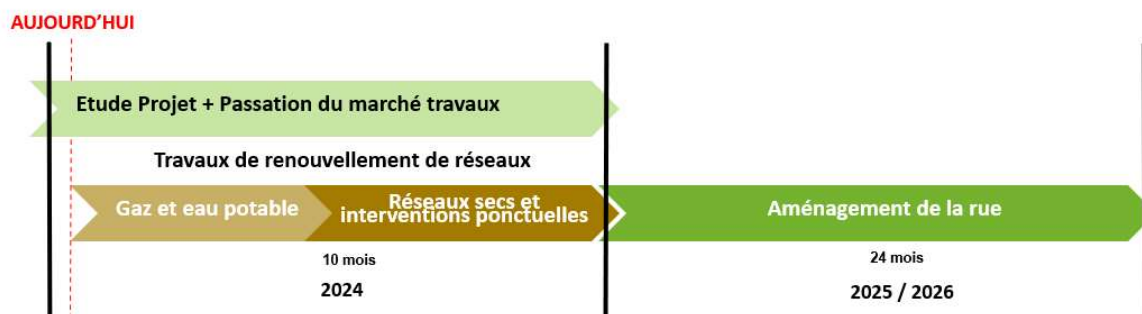 AUJOURD’HUI
Etude Projet + Passation du marché travaux
Travaux de renouvellement de réseaux
Gaz et eau potable
Réseaux secs et
interventions ponctuelles
Aménagement de la rue
10 mois
24 mois
2024
2025 / 2026